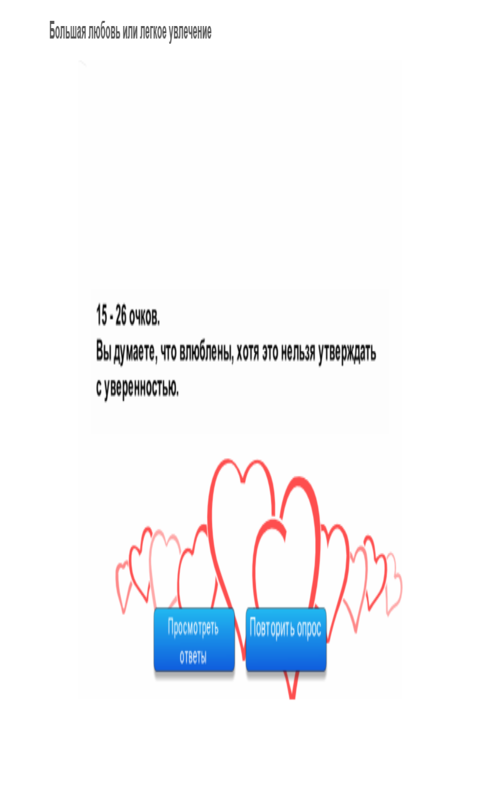 Большая любовь или легкое увлечение
15 - 26 очков.
Вы думаете, что влюблены, хотя это нельзя утверждать
с уверенностью.
Просмотреть
ответы
Повторить опрос